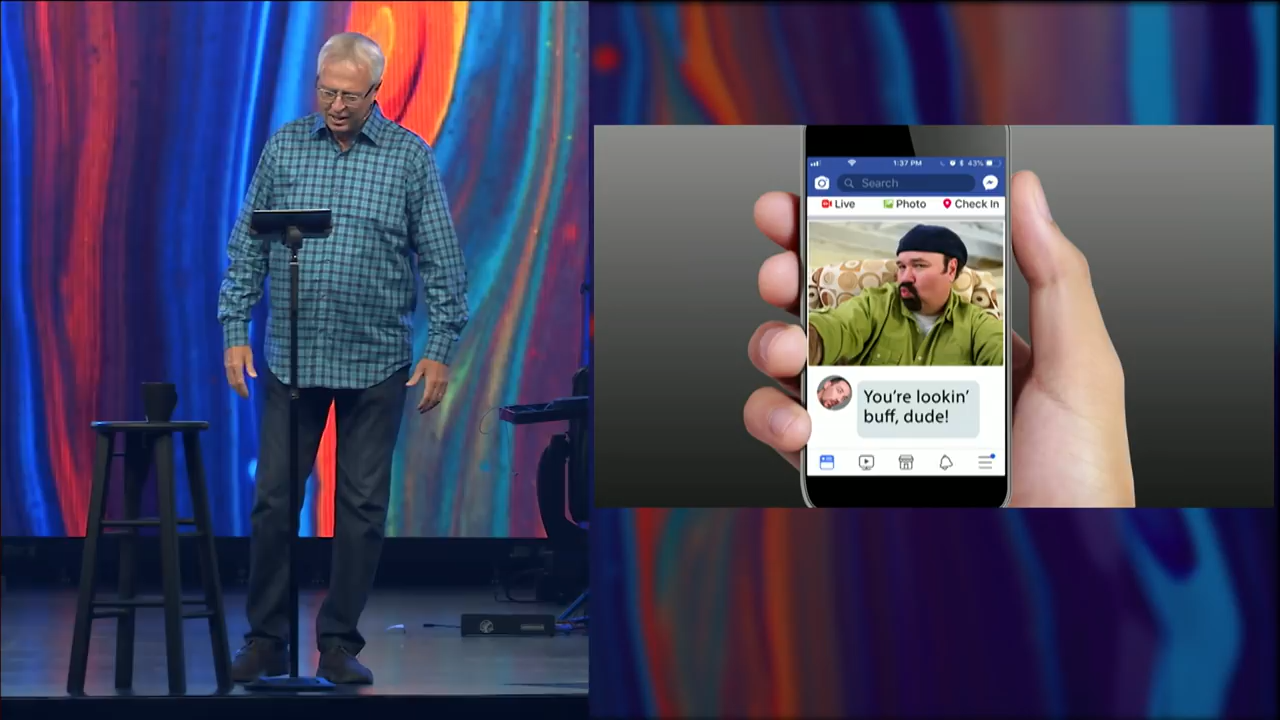 1:37 PM
43%
Search
Live
Photo
Check In
You're lookin'
buff, dude!